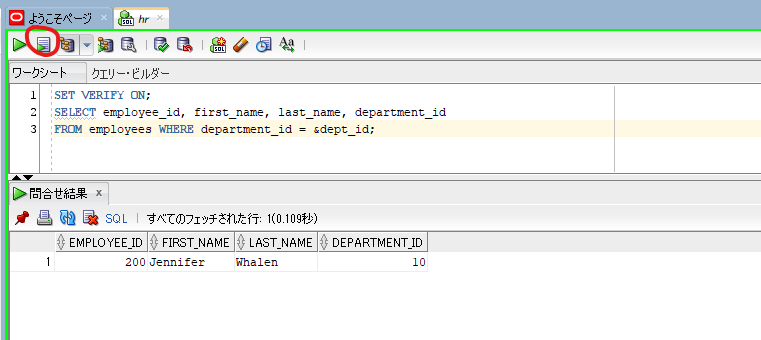 ようこそページ
hr
SQL
Aa
ワークシート クエリー・ビルダー
1 SET VERIFY ON;
2 SELECT employee_id, first_name, last_name, department_id
3 FROM employees WHERE department_id = &dept_id;
問合せ結果 x
SQL | すべてのフェッチされた行: 1(0.109秒)
EMPLOYEE_ID FIRST_NAME LAST_NAME DEPARTMENT_ID
1 200 Jennifer Whalen 10